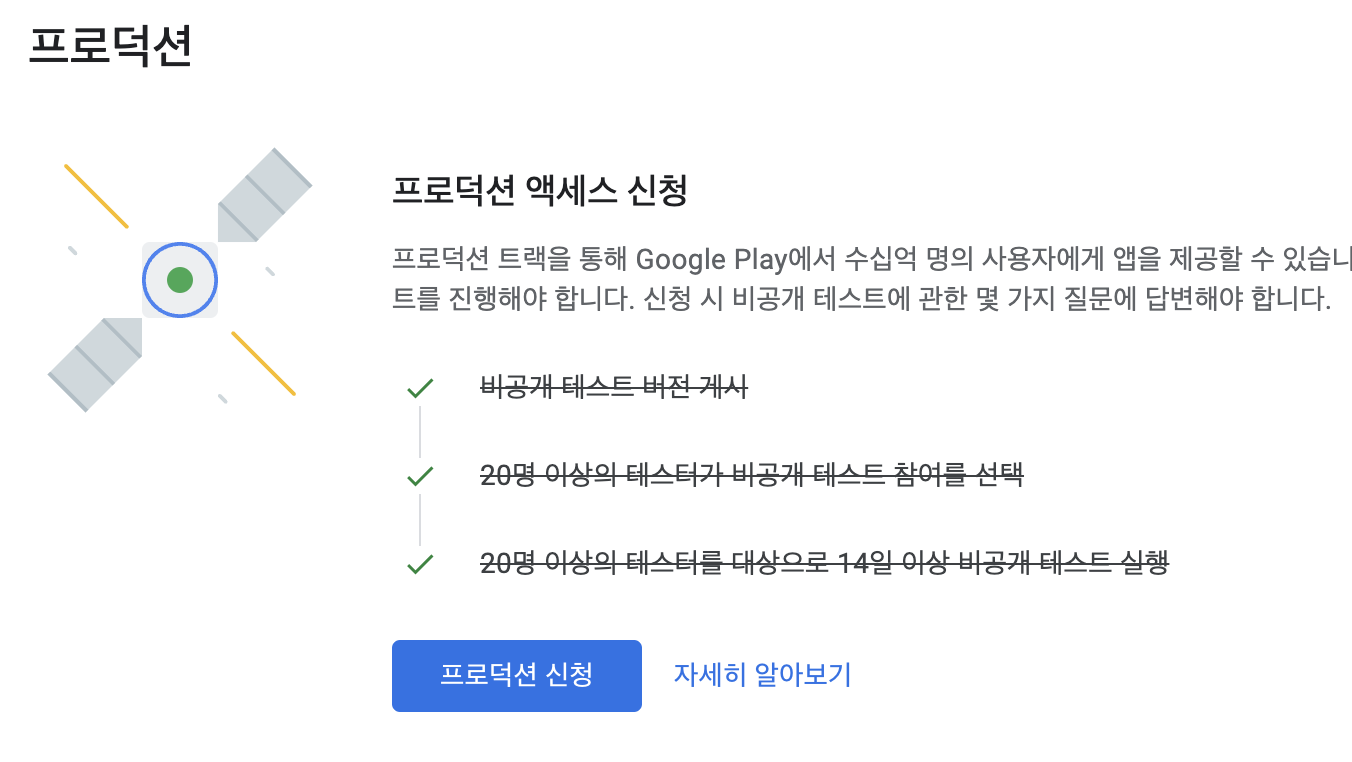 프로덕션
프로덕션 액세스 신청
프로덕션 트랙을 통해 Google Play에서 수십억 명의 사용자에게 앱을 제공할 수 있습니
트를 진행해야 합니다. 신청 시 비공개 테스트에 관한 몇 가지 질문에 답변해야 합니다.
비공개 테스트 버전 게시
20명 이상의 테스터가 비공개 테스트 참여를 선택
20명 이상의 테스터를 대상으로 14일 이상 비공개 테스트 실행
프로덕션 신청 자세히 알아보기